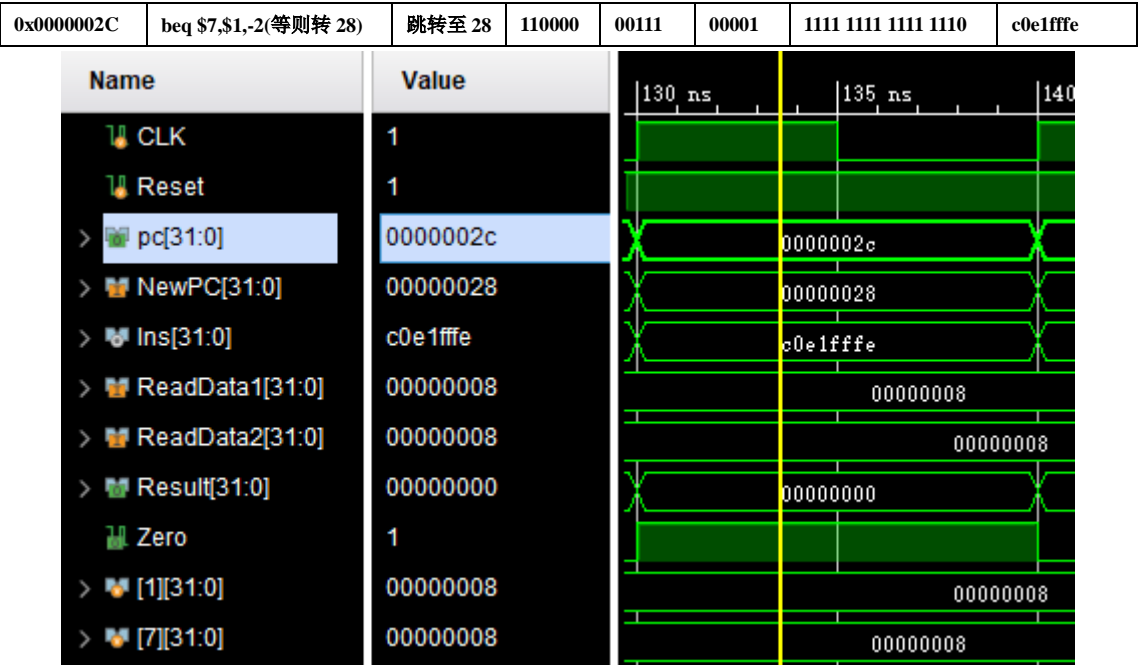 0x0000002C beq $7,$1,-2(等则转 28) 跳转至 28 110000 00111 00001 1111 1111 1111 1110 c0e1fffe
Name Value 130 ns 135 ns 140
CLK 1
Reset 1
pc[31:0] 0000002c 0000002c
NewPC[31:0] 00000028 00000028
Ins[31:0] c0e1fffe c0e1fffe
ReadData1[31:0] 00000008 00000008
ReadData2[31:0] 00000008 00000008
Result[31:0] 00000000 00000000
Zero 1
[1][31:0] 00000008 00000008
[7][31:0] 00000008 00000008